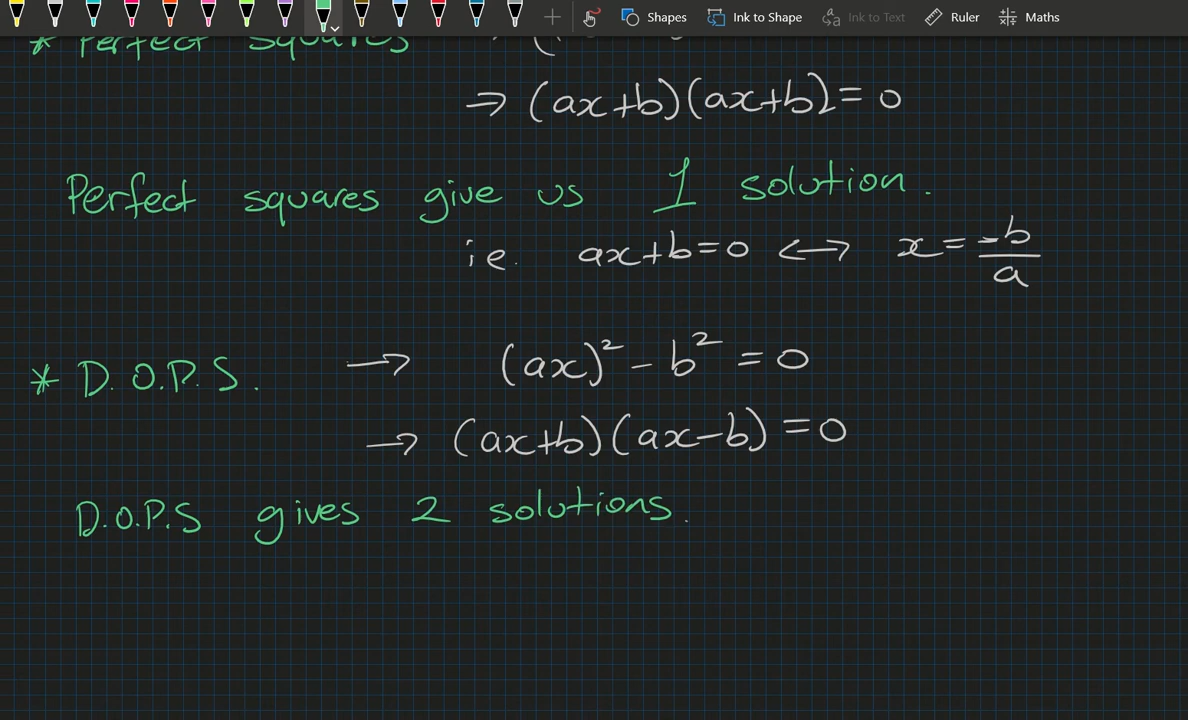 Shapes Ink to Shape Ink to Text Ruler Maths
* Perfect squares
→ (ax+b)(ax+b) = 0
Perfect squares give us 1 solution.
i.e. ax+b=0 ⟷ x = -b/a
* D.O.P.S. → (ax)² - b² = 0
→ (ax+b)(ax-b) = 0
D.O.P.S gives 2 solutions.